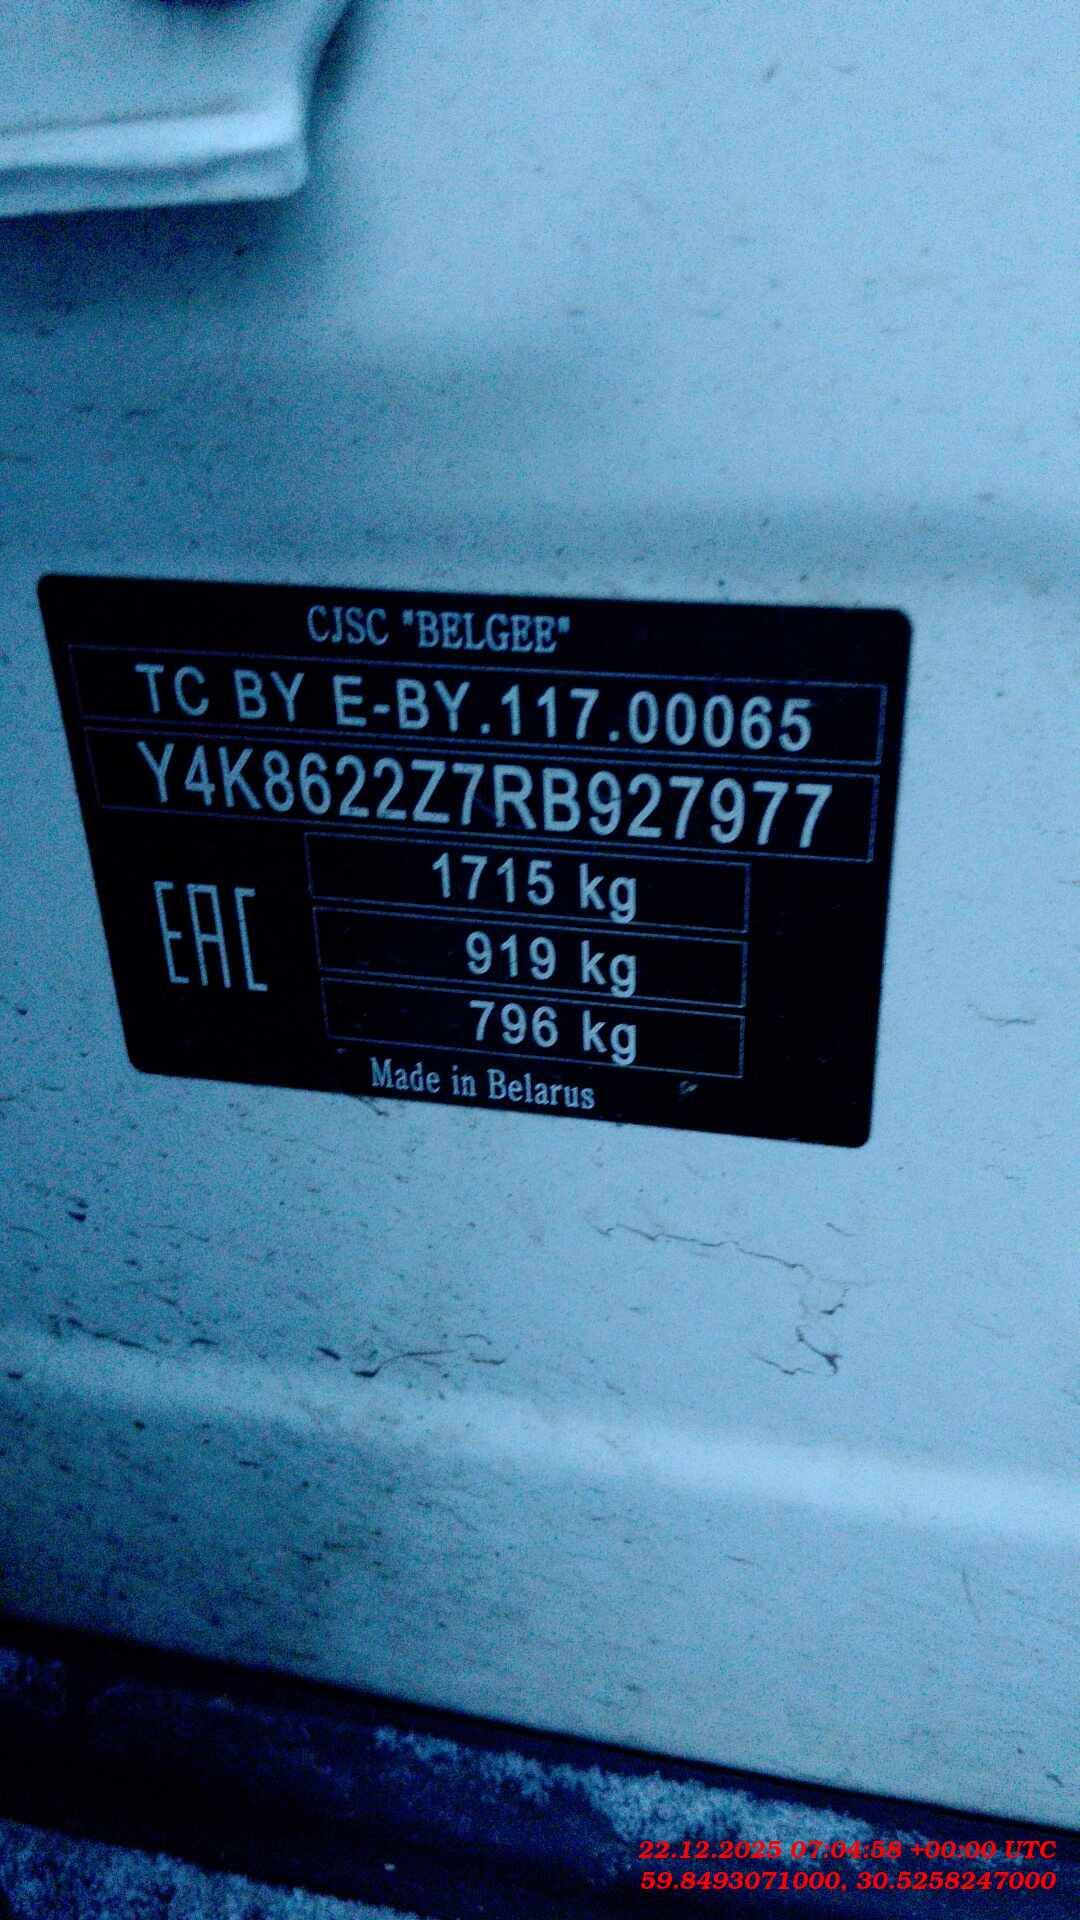 CJSC "BELGEE"
TC BY E-BY.117.00065
Y4K8622Z7RB927977
1715 kg
EAC
919 kg
796 kg
Made in Belarus
22.12.2025 07:04:58 +00:00 UTC
59.8493071000, 30.5258247000